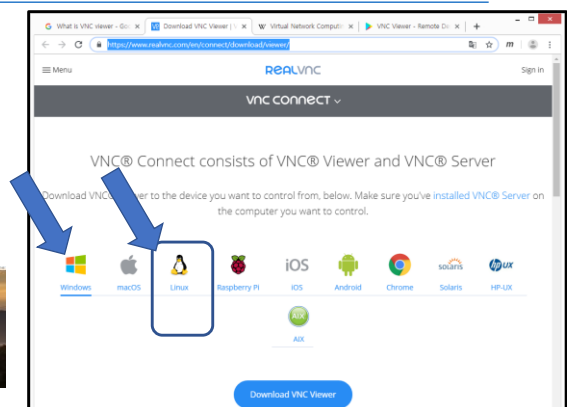 What is VNC viewer - Go
Download VNC Viewer |
Virtual Network Computin
VNC Viewer - Remote De
https://www.realvnc.com/en/connect/download/viewer/
Menu
REALVNC
Sign in
VNC CONNECT
VNC® Connect consists of VNC® Viewer and VNC® Server
Download VNC to the device you want to control from, below. Make sure you've installed VNC® Server on
the computer you want to control.
iOS
solaris
hp UX
Windows macOS Linux Raspberry Pi iOS Android Chrome Solaris HP-UX
AIX
AIX
Download VNC Viewer